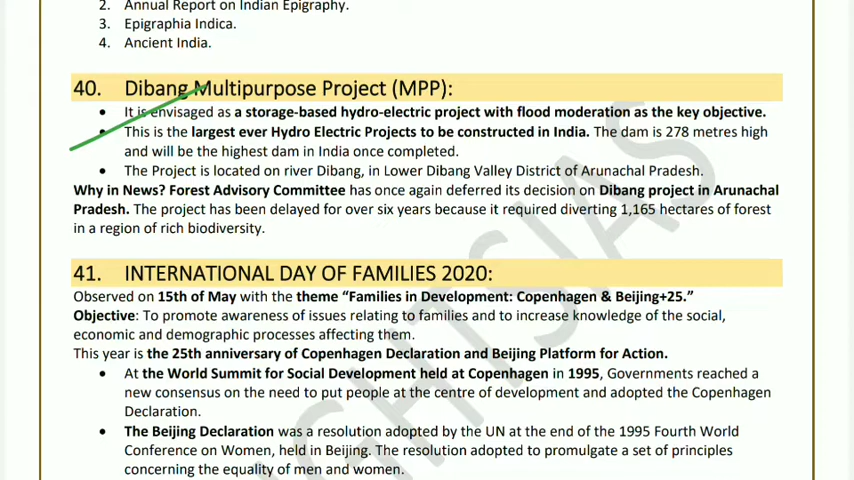 2. Annual Report on Indian Epigraphy.
3. Epigraphia Indica.
4. Ancient India.
40. Dibang Multipurpose Project (MPP):
• It is envisaged as a storage-based hydro-electric project with flood moderation as the key objective.
• This is the largest ever Hydro Electric Projects to be constructed in India. The dam is 278 metres high
and will be the highest dam in India once completed.
• The Project is located on river Dibang, in Lower Dibang Valley District of Arunachal Pradesh.
Why in News? Forest Advisory Committee has once again deferred its decision on Dibang project in Arunachal
Pradesh. The project has been delayed for over six years because it required diverting 1,165 hectares of forest
in a region of rich biodiversity.
41. INTERNATIONAL DAY OF FAMILIES 2020:
Observed on 15th of May with the theme “Families in Development: Copenhagen & Beijing+25.”
Objective: To promote awareness of issues relating to families and to increase knowledge of the social,
economic and demographic processes affecting them.
This year is the 25th anniversary of Copenhagen Declaration and Beijing Platform for Action.
• At the World Summit for Social Development held at Copenhagen in 1995, Governments reached a
new consensus on the need to put people at the centre of development and adopted the Copenhagen
Declaration.
• The Beijing Declaration was a resolution adopted by the UN at the end of the 1995 Fourth World
Conference on Women, held in Beijing. The resolution adopted to promulgate a set of principles
concerning the equality of men and women.